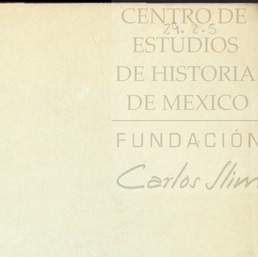 CENTRO DE
29.2.5
ESTUDIOS
DE HISTORIA
DE MEXICO
FUNDACIÓN
Carlos Slim